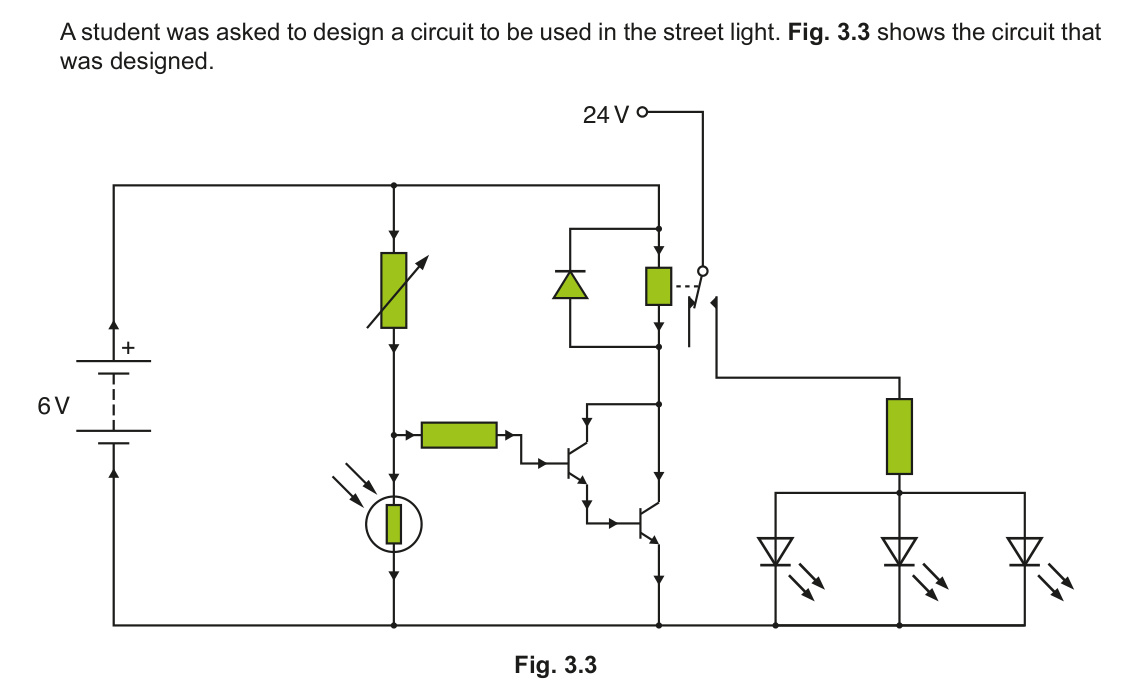 A student was asked to design a circuit to be used in the street light. Fig. 3.3 shows the circuit that
was designed.
24 V
+
6 V
Fig. 3.3